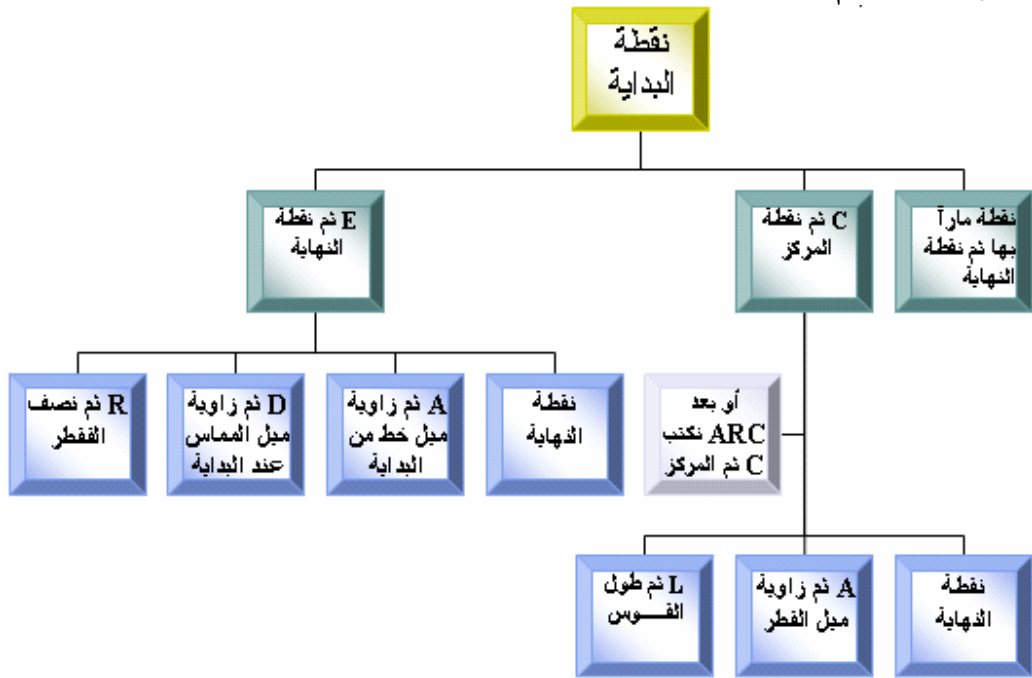 نقطة
البداية
نقطة مارآ
بها ثم نقطة
النهاية
C ثم نقطة
المركز
E ثم نقطة
النهاية
نقطة
النهاية
A ثم زاوية
ميل خط من
البداية
D ثم زاوية
ميل المماس
عند البداية
R ثم نصف
القطر
أو بعد
ARC نكتب
C ثم المركز
نقطة
النهاية
A ثم زاوية
ميل القطر
L ثم طول
القــــوس